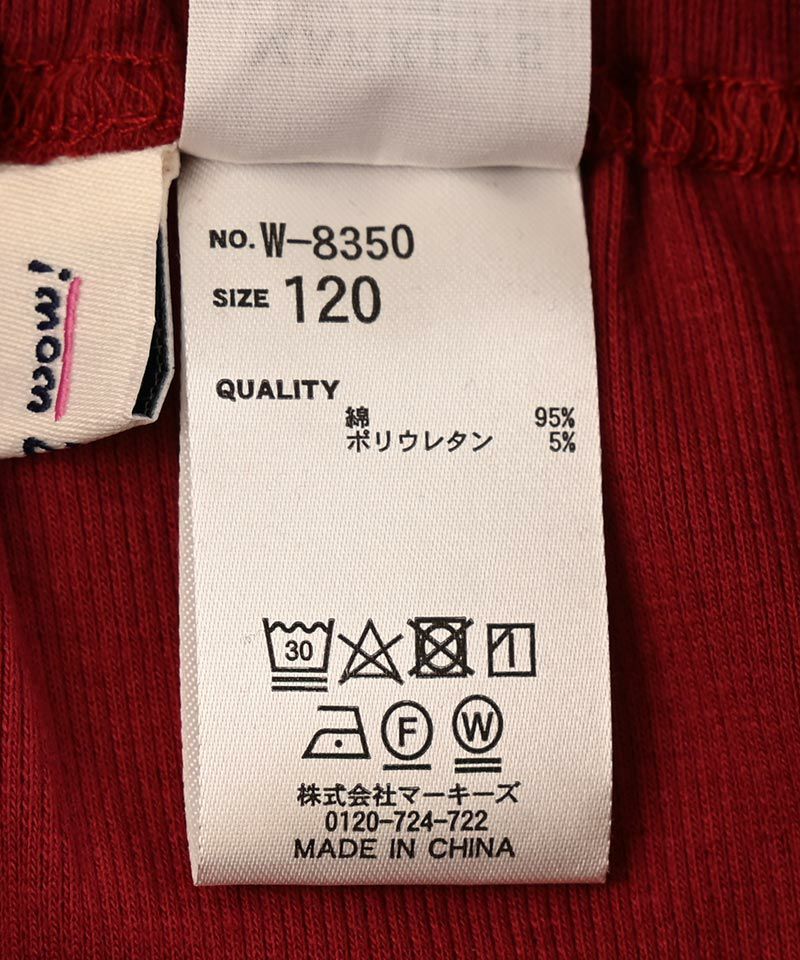 NO. W-8350
SIZE 120
QUALITY
綿 95%
ポリウレタン 5%
30
F W
株式会社マーキーズ
0120-724-722
MADE IN CHINA
moun